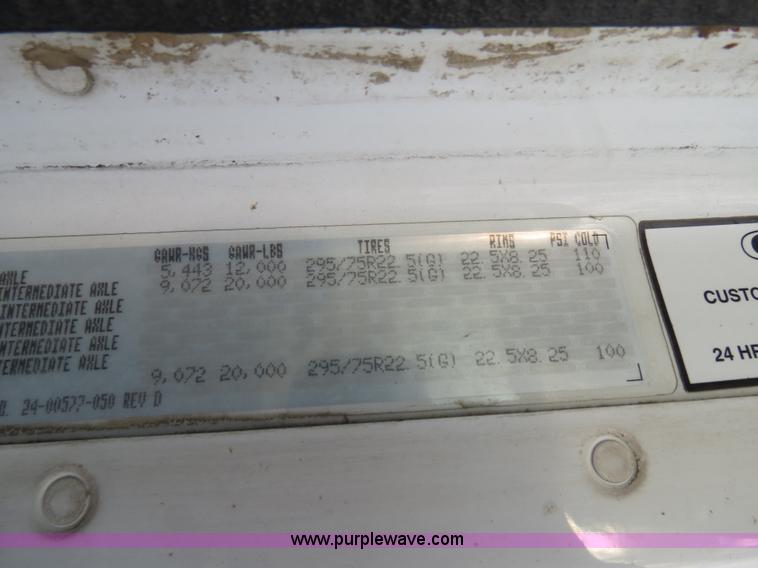 GAWR-KGS GAWR-LBS TIRES RIMS PSI COLD
AXLE 5,443 12,000 295/75R22.5(G) 22.5X8.25 110
INTERMEDIATE AXLE 9,072 20,000 295/75R22.5(G) 22.5X8.25 100
INTERMEDIATE AXLE
INTERMEDIATE AXLE
NTERMEDIATE AXLE
TERMEDIATE AXLE
9,072 20,000 295/75R22.5(G) 22.5X8.25 100
O. 24-00577-050 REV D
CUSTO
24 HR
www.purplewave.com